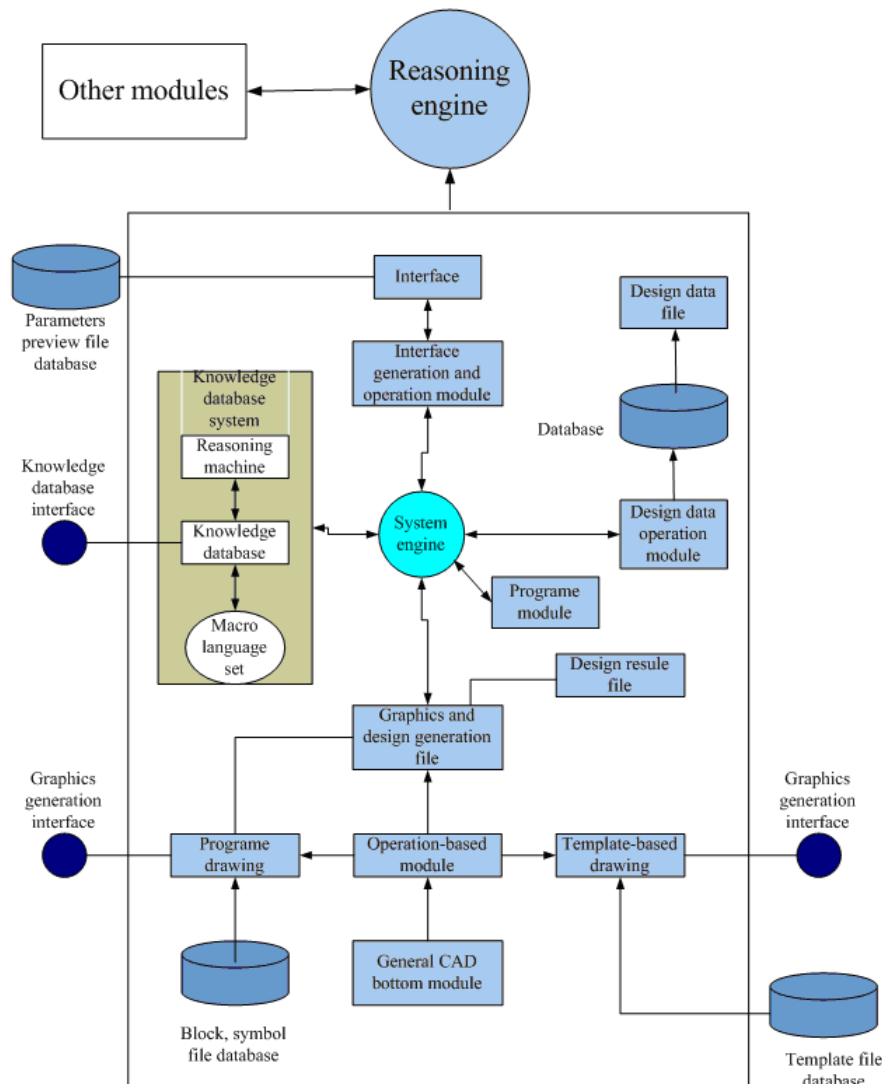 Other modules
Reasoning
engine
Interface
Parameters
preview file
database
Design data
file
Interface
generation and
operation module
Knowledge
database
system
Database
Reasoning
machine
Knowledge
database
interface
Knowledge
database
System
engine
Design data
operation
module
Programe
module
Macro
language
set
Design resule
file
Graphics and
design generation
file
Graphics
generation
interface
Graphics
generation
interface
Programe
drawing
Operation-based
module
Template-based
drawing
General CAD
bottom module
Block, symbol
file database
Template file
database